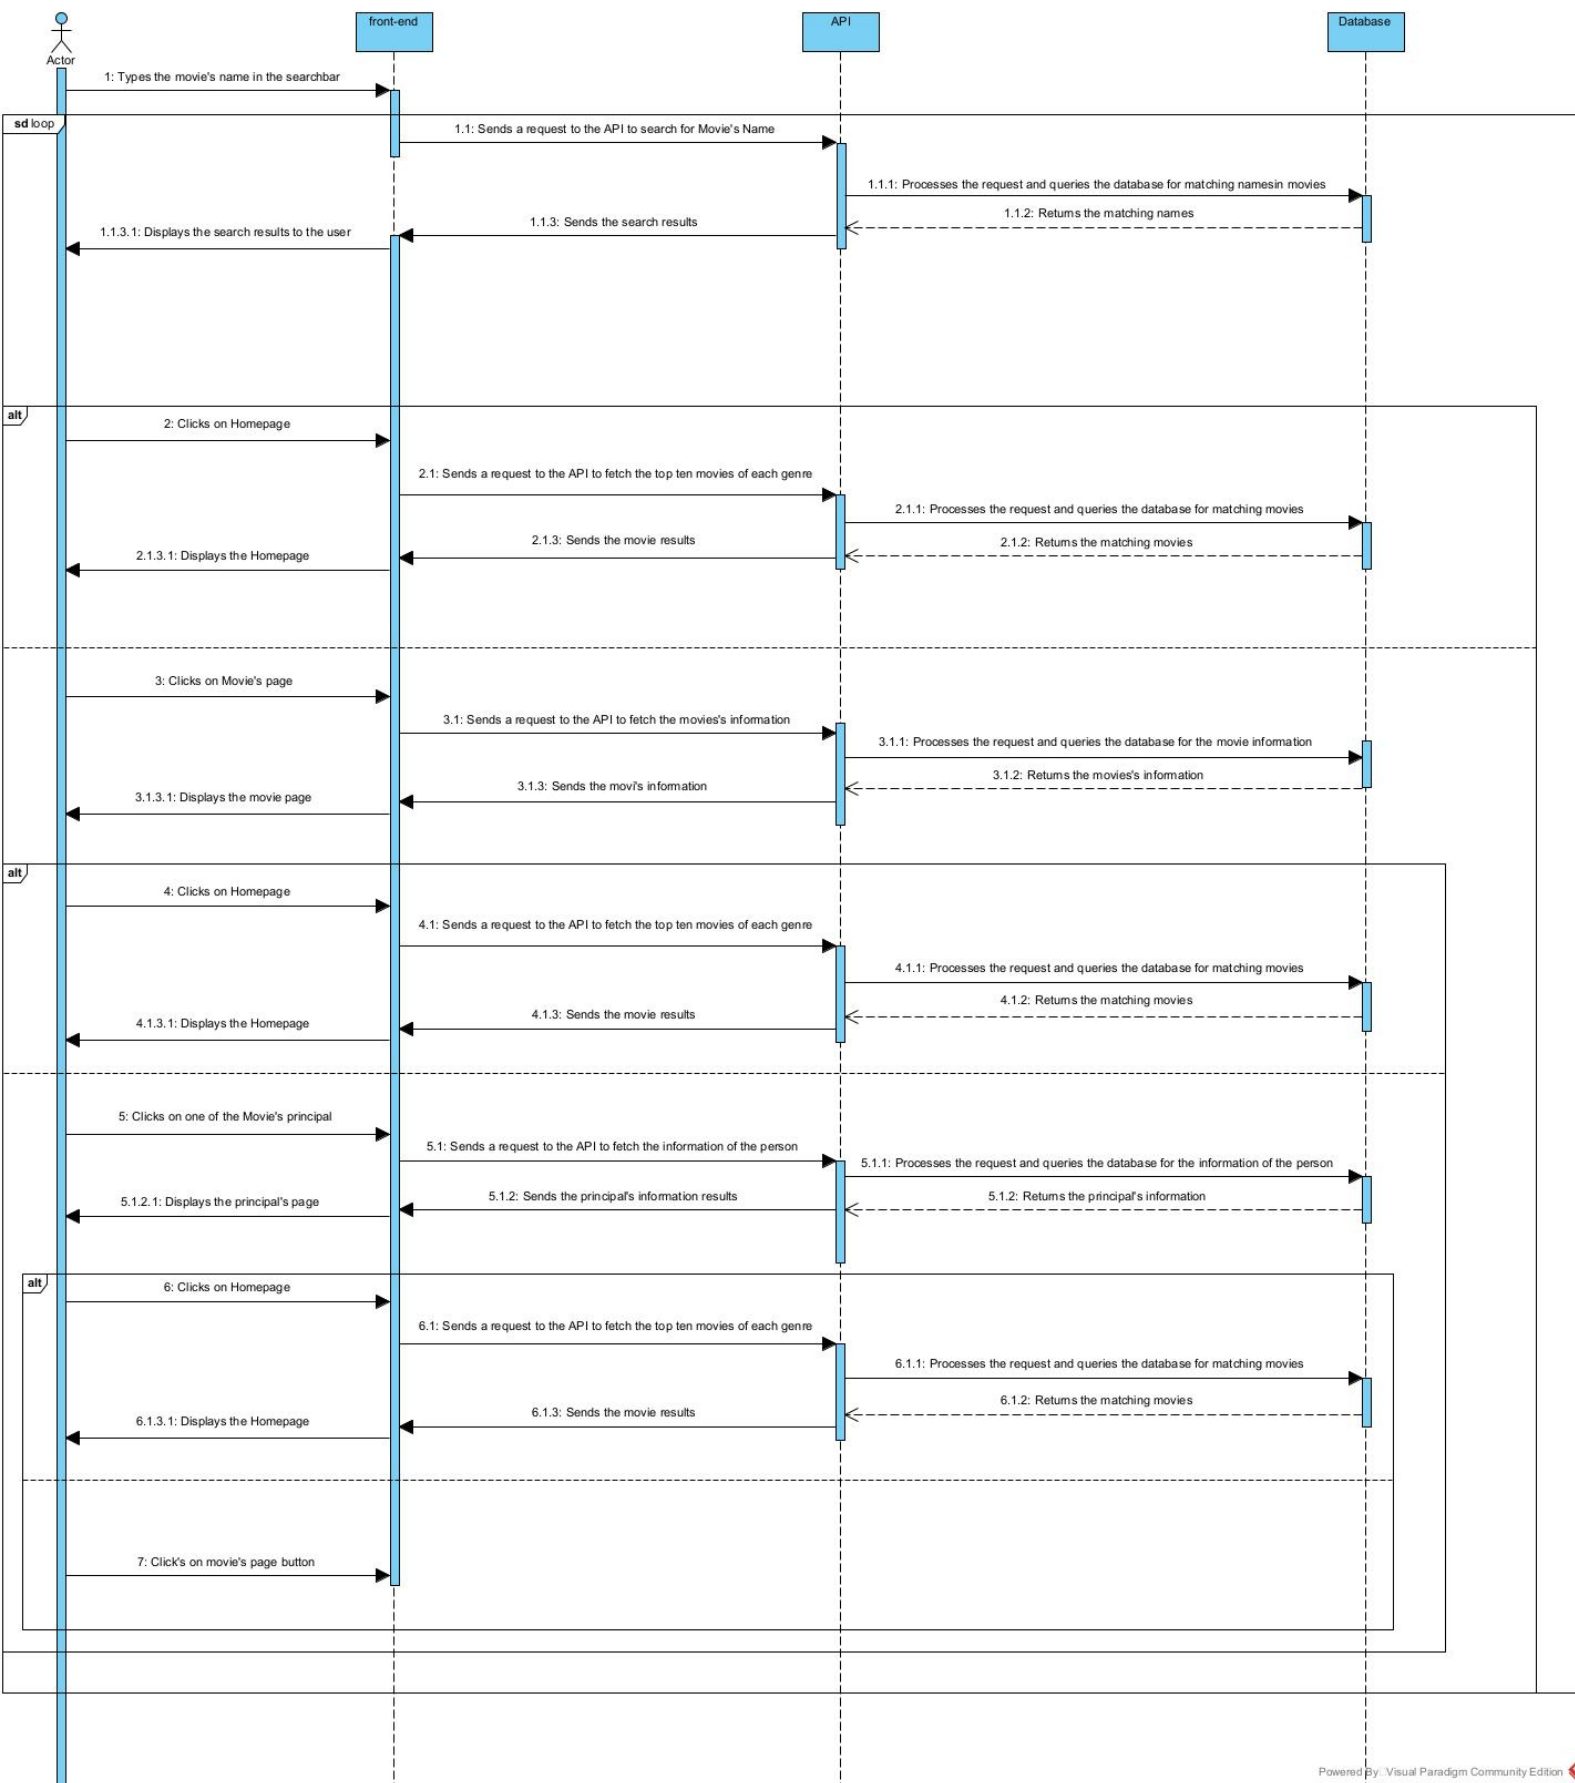 front-end
API
Database
Actor
1: Types the movie's name in the searchbar
sd loop
1.1: Sends a request to the API to search for Movie's Name
1.1.1: Processes the request and queries the database for matching namesin movies
1.1.2: Returns the matching names
1.1.3: Sends the search results
1.1.3.1: Displays the search results to the user
alt
2: Clicks on Homepage
2.1: Sends a request to the API to fetch the top ten movies of each genre
2.1.1: Processes the request and queries the database for matching movies
2.1.2: Returns the matching movies
2.1.3: Sends the movie results
2.1.3.1: Displays the Homepage
3: Clicks on Movie's page
3.1: Sends a request to the API to fetch the movies's information
3.1.1: Processes the request and queries the database for the movie information
3.1.2: Returns the movies's information
3.1.3: Sends the movi's information
3.1.3.1: Displays the movie page
alt
4: Clicks on Homepage
4.1: Sends a request to the API to fetch the top ten movies of each genre
4.1.1: Processes the request and queries the database for matching movies
4.1.2: Returns the matching movies
4.1.3: Sends the movie results
4.1.3.1: Displays the Homepage
5: Clicks on one of the Movie's principal
5.1: Sends a request to the API to fetch the information of the person
5.1.1: Processes the request and queries the database for the information of the person
5.1.2: Returns the principal's information
5.1.2: Sends the principal's information results
5.1.2.1: Displays the principal's page
alt
6: Clicks on Homepage
6.1: Sends a request to the API to fetch the top ten movies of each genre
6.1.1: Processes the request and queries the database for matching movies
6.1.2: Returns the matching movies
6.1.3: Sends the movie results
6.1.3.1: Displays the Homepage
7: Click's on movie's page button
Powered By Visual Paradigm Community Edition